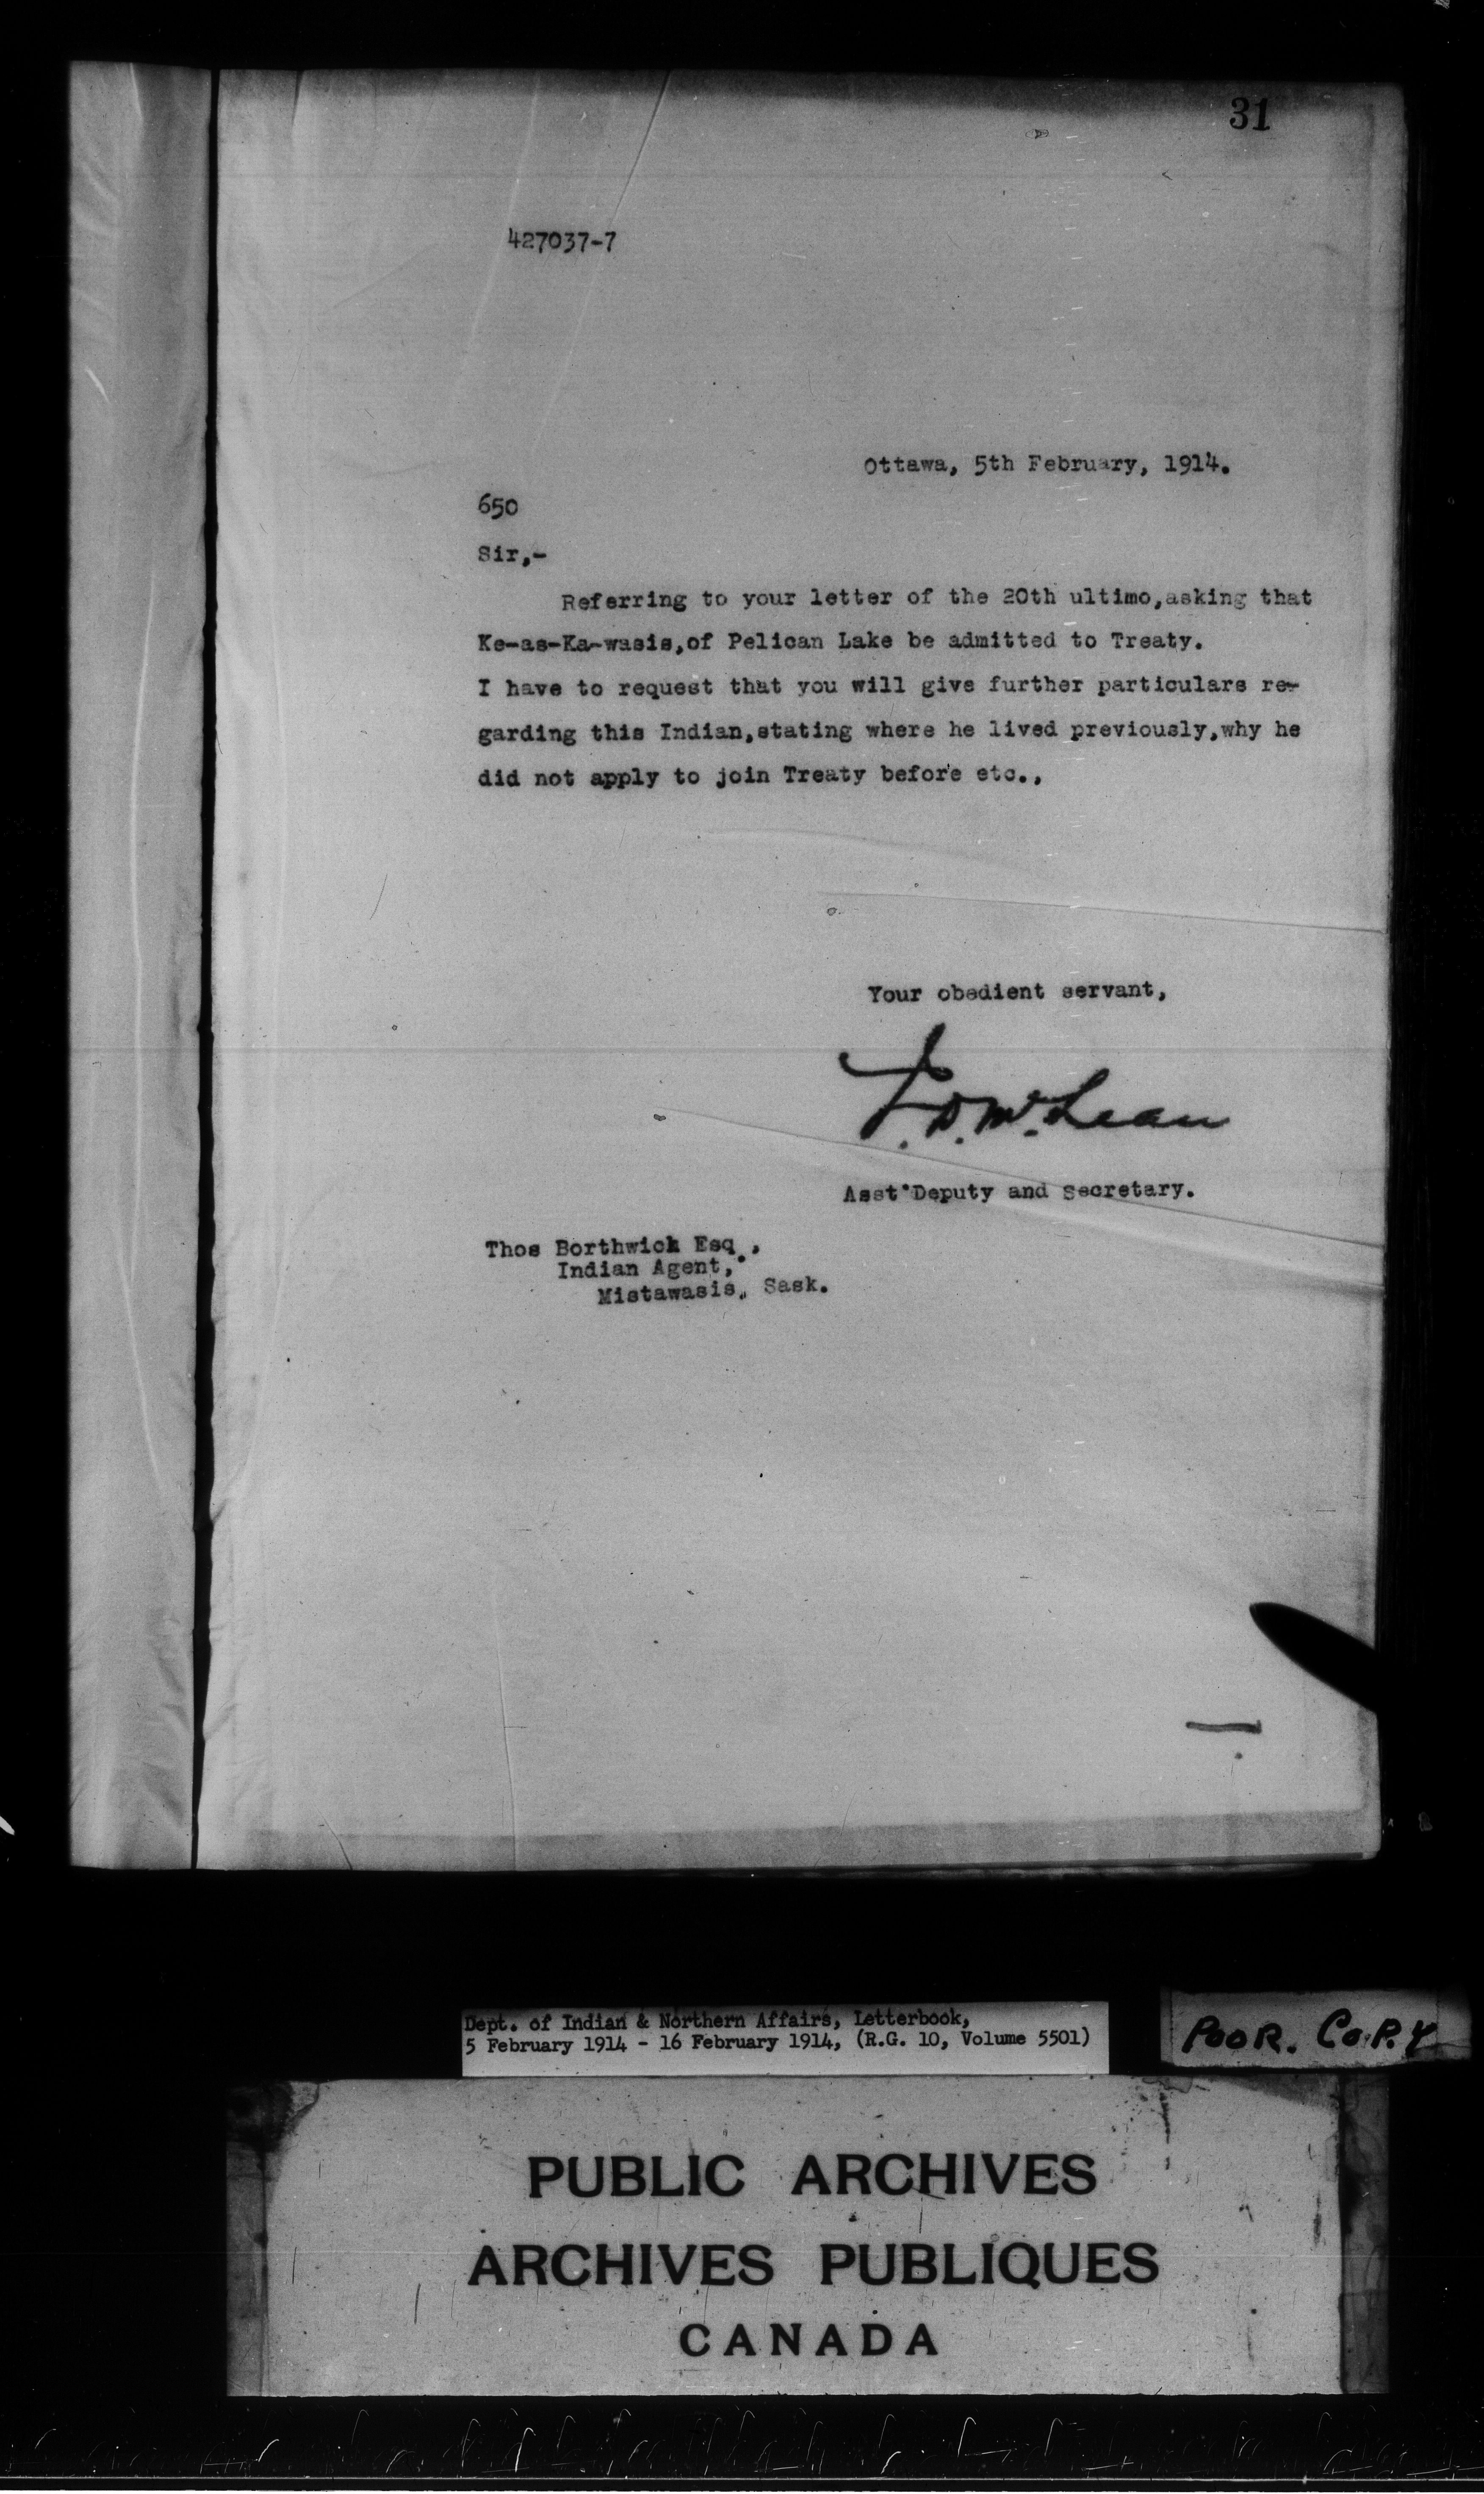 31
427037-7
Ottawa, 5th February, 1914.
650
Sir,-
Referring to your letter of the 20th ultimo,asking that
Ke-as-Ka-wasis,of Pelican Lake be admitted to Treaty.
I have to request that you will give further particulars re-
garding this Indian,stating where he lived previously,why he
did not apply to join Treaty before etc.,
Your obedient servant,
J.D.McLean
Asst.Deputy and Secretary.
Thos Borthwick Esq.,
Indian Agent,
Mistawasis, Sask.
Dept. of Indian & Northern Affairs, Letterbook,
5 February 1914 - 16 February 1914, (R.G. 10, Volume 5501)
POOR. COPY
PUBLIC ARCHIVES
ARCHIVES PUBLIQUES
CANADA